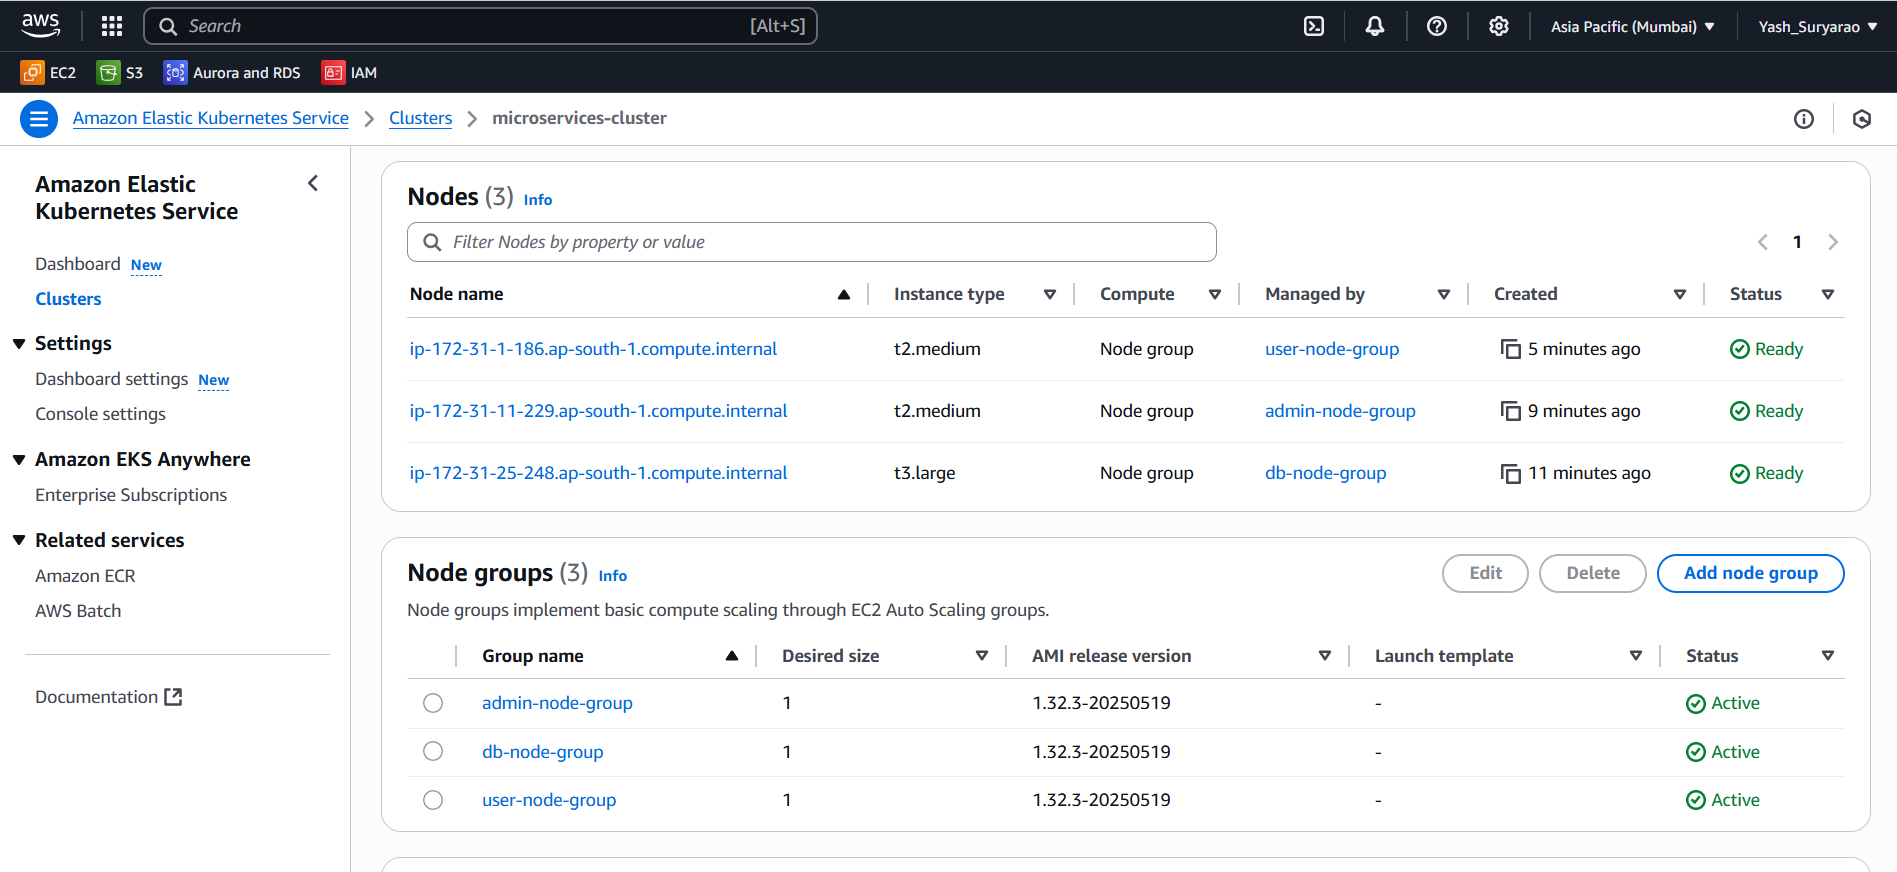 aws Search [Alt+S] Asia Pacific (Mumbai) Yash_Suryarao
EC2 S3 Aurora and RDS IAM
Amazon Elastic Kubernetes Service Clusters microservices-cluster
Amazon Elastic
Kubernetes Service
Dashboard New
Clusters
Settings
Dashboard settings New
Console settings
Amazon EKS Anywhere
Enterprise Subscriptions
Related services
Amazon ECR
AWS Batch
Documentation
Nodes (3) Info
Filter Nodes by property or value 1
Node name Instance type Compute Managed by Created Status
ip-172-31-1-186.ap-south-1.compute.internal t2.medium Node group user-node-group 5 minutes ago Ready
ip-172-31-11-229.ap-south-1.compute.internal t2.medium Node group admin-node-group 9 minutes ago Ready
ip-172-31-25-248.ap-south-1.compute.internal t3.large Node group db-node-group 11 minutes ago Ready
Node groups (3) Info Edit Delete Add node group
Node groups implement basic compute scaling through EC2 Auto Scaling groups.
Group name Desired size AMI release version Launch template Status
admin-node-group 1 1.32.3-20250519 - Active
db-node-group 1 1.32.3-20250519 - Active
user-node-group 1 1.32.3-20250519 - Active